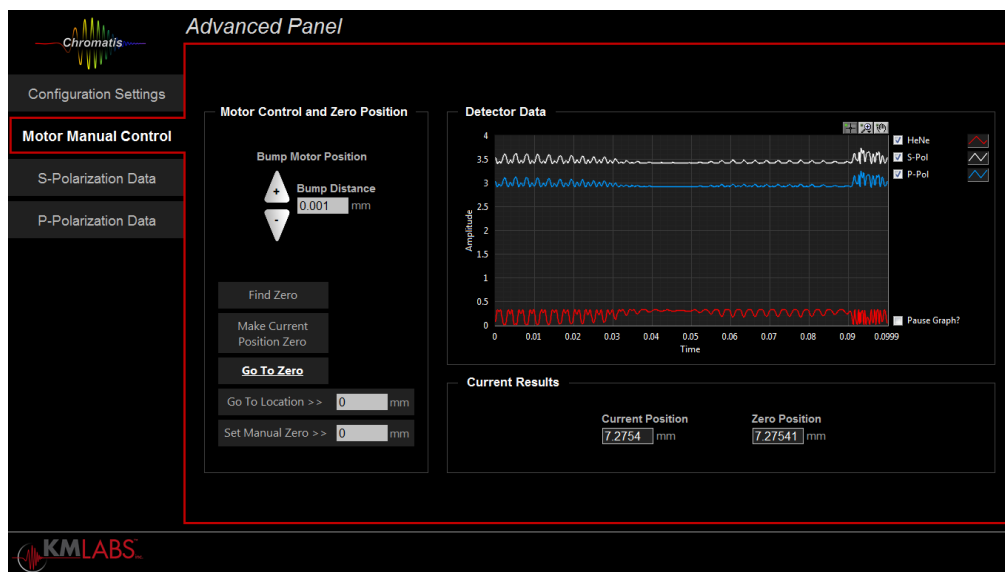 Chromatis
Advanced Panel
Configuration Settings
Motor Manual Control
S-Polarization Data
P-Polarization Data
Motor Control and Zero Position
Bump Motor Position
+
Bump Distance
0.001 mm
-
Find Zero
Make Current
Position Zero
Go To Zero
Go To Location >> 0 mm
Set Manual Zero >> 0 mm
Detector Data
HeNe
S-Pol
P-Pol
Amplitude
4
3.5
3
2.5
2
1.5
1
0.5
0
0 0.01 0.02 0.03 0.04 0.05 0.06 0.07 0.08 0.09 0.0999
Time
Pause Graph?
Current Results
Current Position
7.2754 mm
Zero Position
7.27541 mm
KMLABS